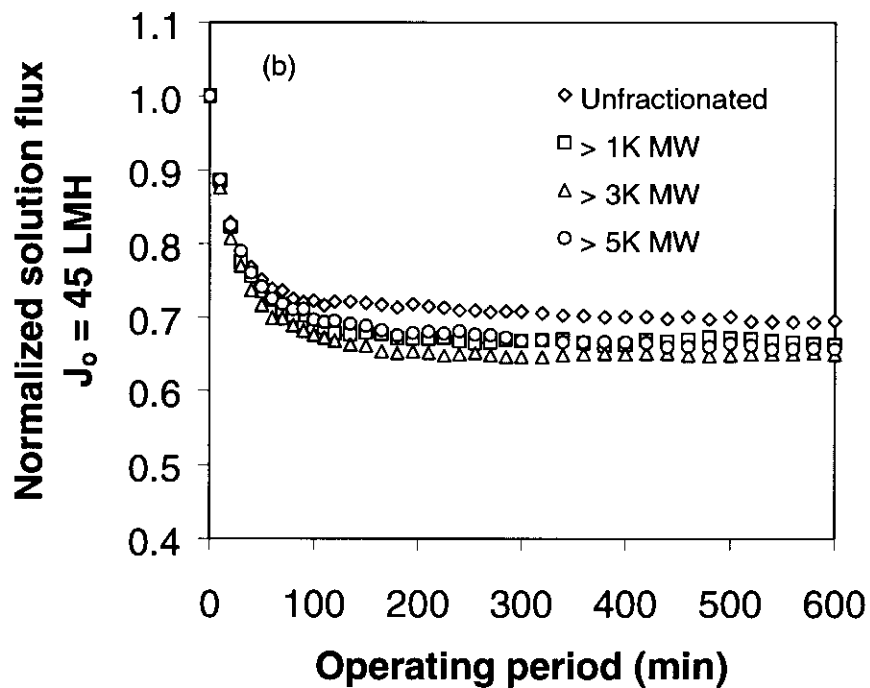 Normalized solution flux
J₀ = 45 LMH
1.1
1.0
0.9
0.8
0.7
0.6
0.5
0.4
(b)
Unfractionated
> 1K MW
> 3K MW
> 5K MW
0 100 200 300 400 500 600
Operating period (min)